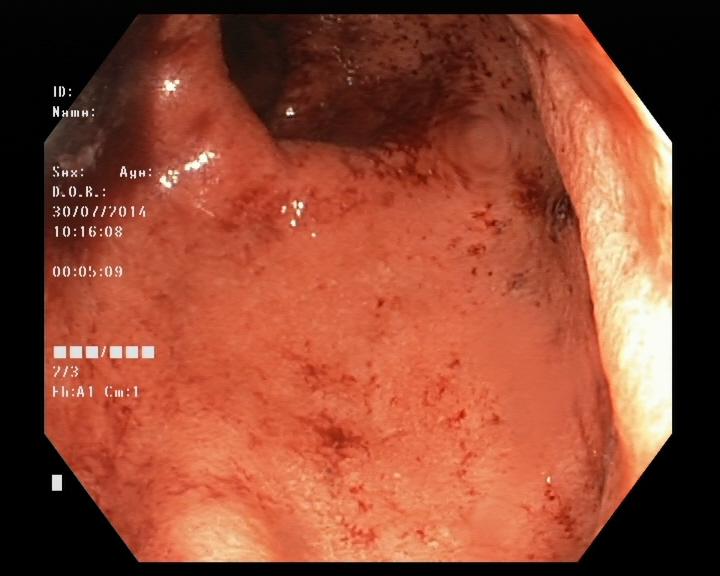 ID:
Name:
Sex: Age:
D.O.B.:
30/07/2014
10:16:08
00:05:09
■■■/■■■
2/3
Eh:A1 Cm:1